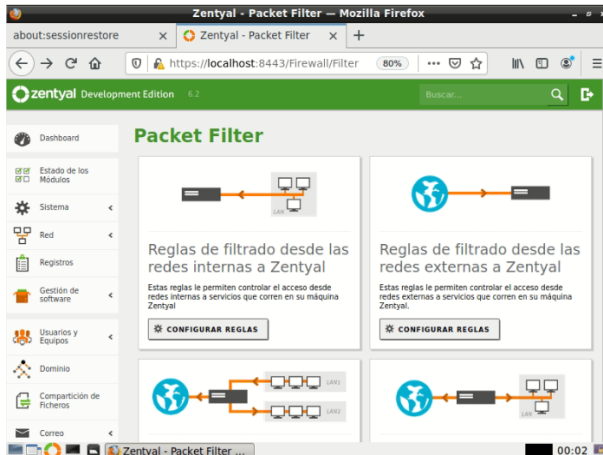 Zentyal - Packet Filter — Mozilla Firefox
about:sessionrestore
Zentyal - Packet Filter
https://localhost:8443/Firewall/Filter
80%
zentyal Development Edition 6.2
Buscar...
Dashboard
Estado de los
Módulos
Sistema
Red
Registros
Gestión de
software
Usuarios y
Equipos
Dominio
Compartición de
Ficheros
Correo
Packet Filter
LAN
Reglas de filtrado desde las
redes internas a Zentyal
Estas reglas le permiten controlar el acceso desde
redes internas a servicios que corren en su máquina
Zentyal
CONFIGURAR REGLAS
Reglas de filtrado desde las
redes externas a Zentyal
Estas reglas le permiten controlar el acceso desde
redes externas a servicios que corren en su máquina
Zentyal.
CONFIGURAR REGLAS
LAN1
LAN2
LAN
Zentyal - Packet Filter ...
00:02